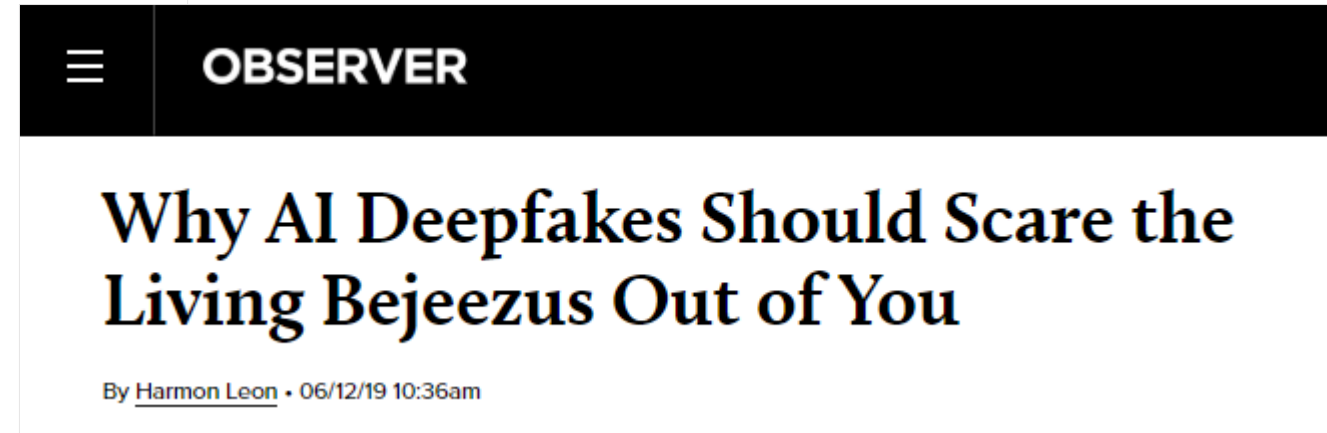 OBSERVER
Why AI Deepfakes Should Scare the
Living Bejeezus Out of You
By Harmon Leon • 06/12/19 10:36am